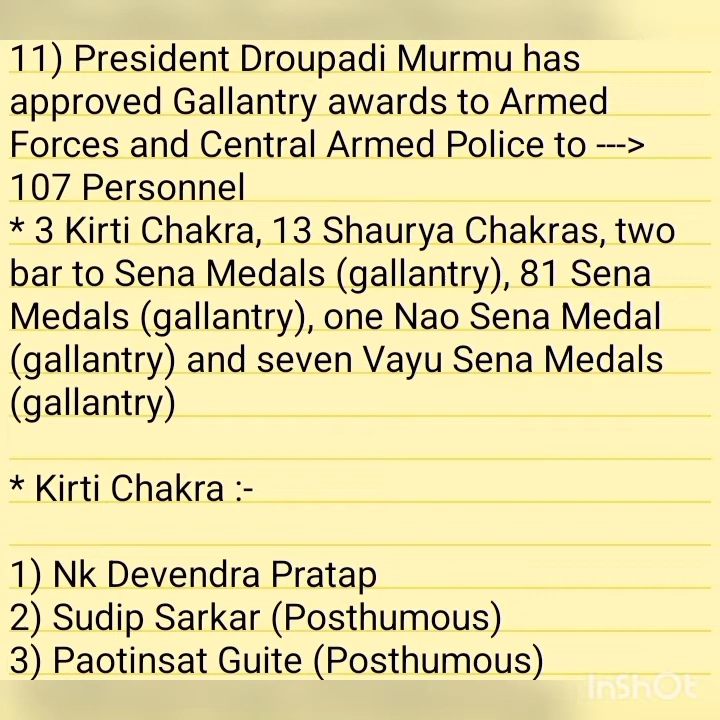 11) President Droupadi Murmu has
approved Gallantry awards to Armed
Forces and Central Armed Police to --->
107 Personnel
* 3 Kirti Chakra, 13 Shaurya Chakras, two
bar to Sena Medals (gallantry), 81 Sena
Medals (gallantry), one Nao Sena Medal
(gallantry) and seven Vayu Sena Medals
(gallantry)
* Kirti Chakra :-
1) Nk Devendra Pratap
2) Sudip Sarkar (Posthumous)
3) Paotinsat Guite (Posthumous)
InShOt